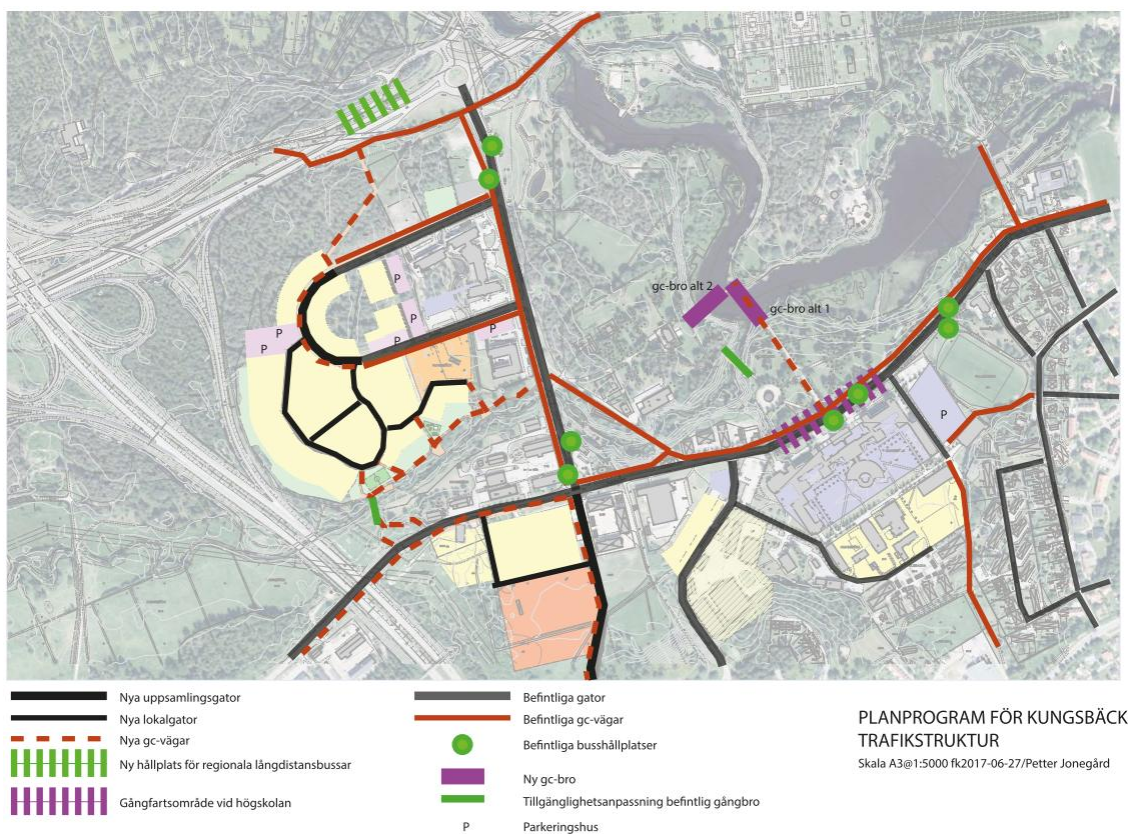 gc-bro alt 2
gc-bro alt 1
P
P
P
P
P
P
P
Nya uppsamlingsgator
Nya lokalgator
Nya gc-vägar
Ny hållplats för regionala långdistansbussar
Gångfartsområde vid högskolan
Befintliga gator
Befintliga gc-vägar
Befintliga busshållplatser
Ny gc-bro
Tillgänglighetsanpassning befintlig gångbro
P Parkeringshus
PLANPROGRAM FÖR KUNGSBÄCK
TRAFIKSTRUKTUR
Skala A3@1:5000 fk2017-06-27/Petter Jonegård